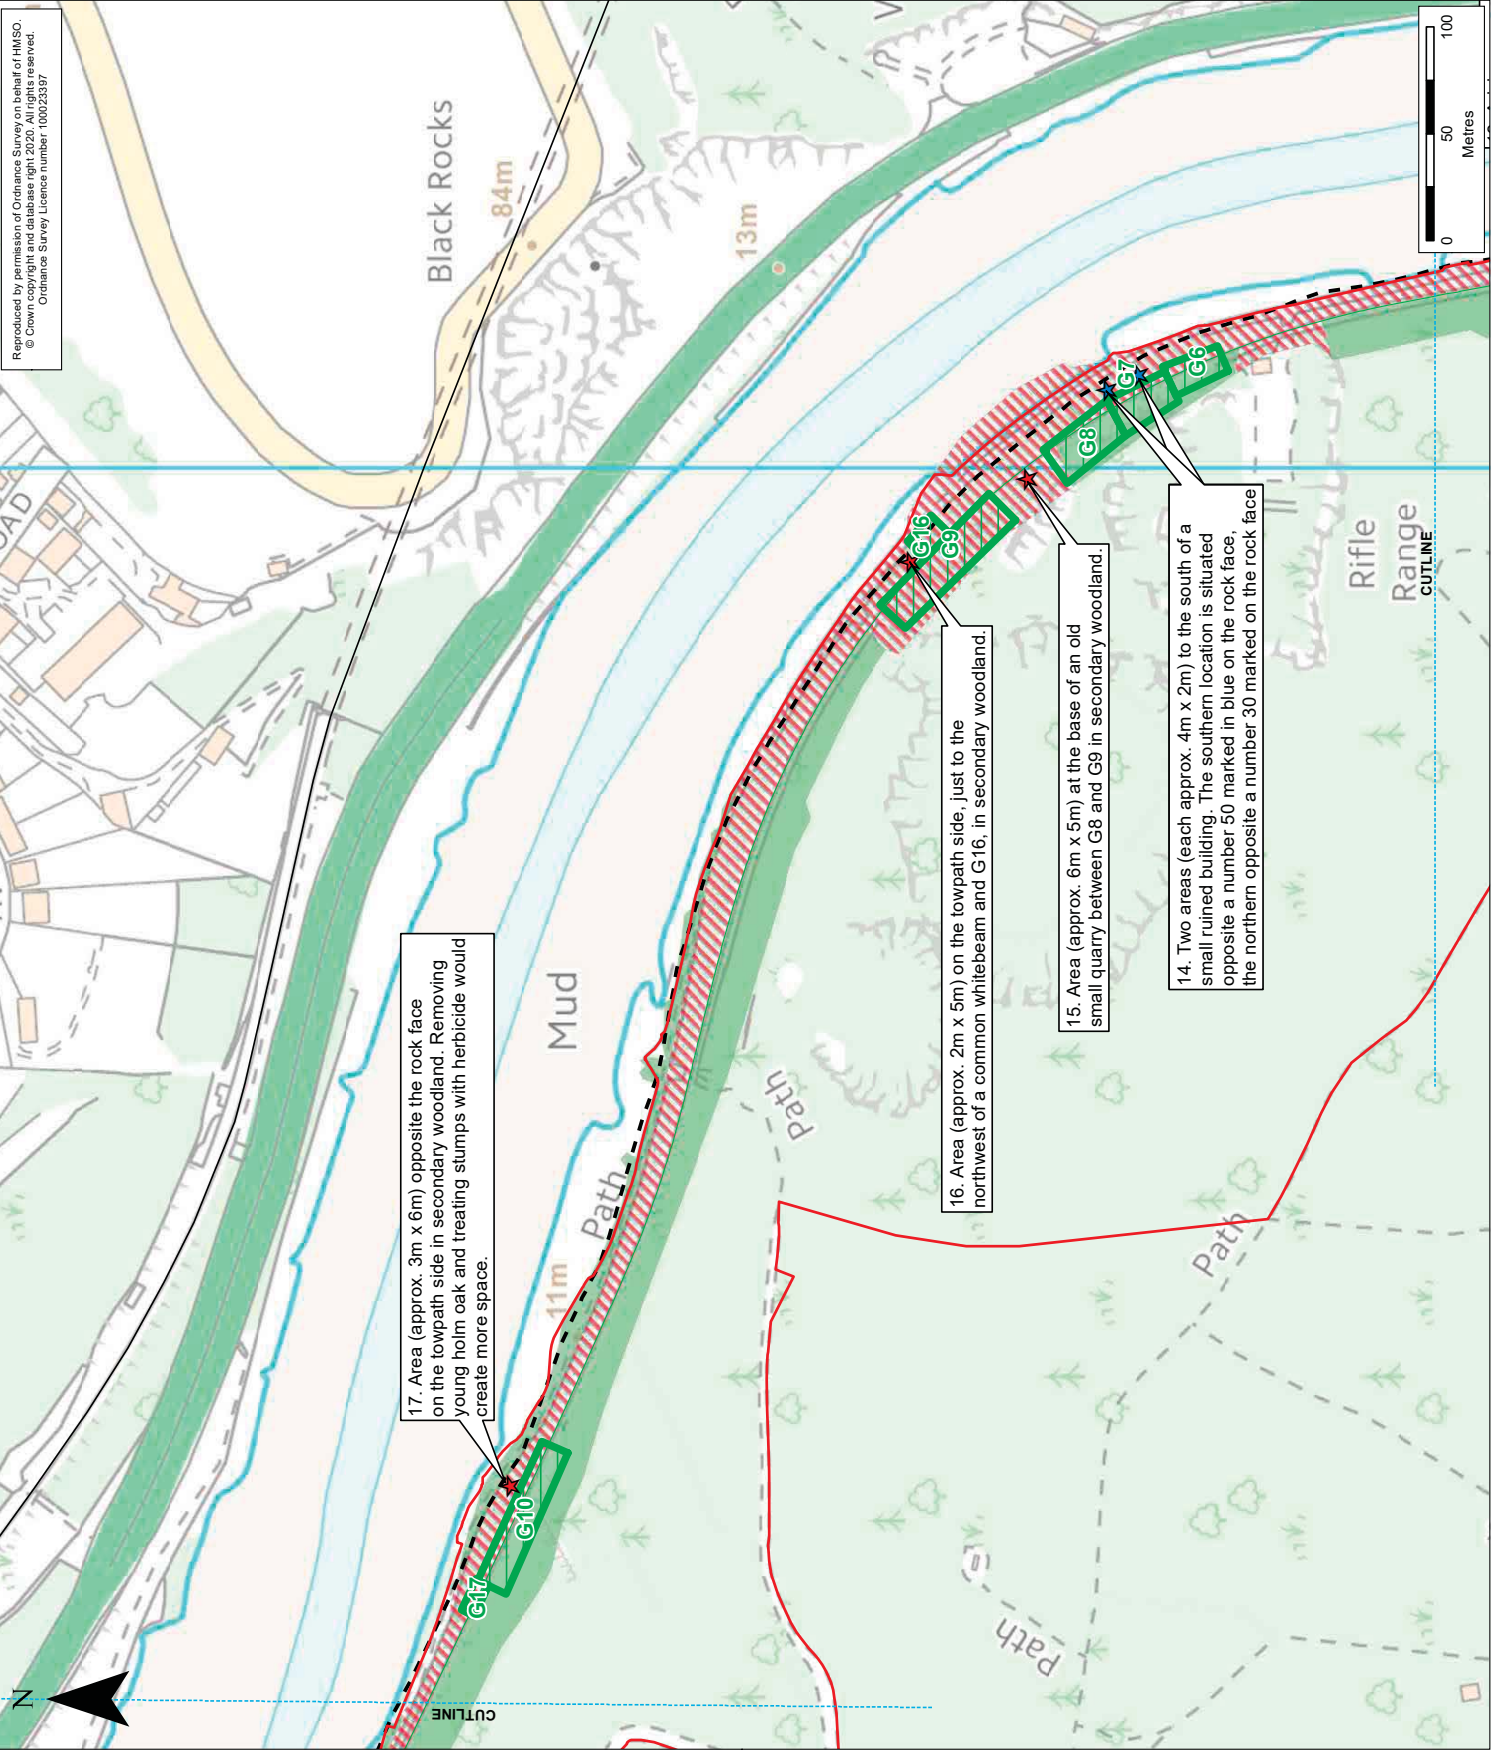 Reproduced by permission of Ordnance Survey on behalf of HMSO.
© Crown copyright and database right 2020. All rights reserved.
Ordnance Survey Licence number 100023397
N
OAD
Black Rocks
84m
13m
Mud
17. Area (approx. 3m x 6m) opposite the rock face
on the towpath side in secondary woodland. Removing
young holm oak and treating stumps with herbicide would
create more space.
11m
Path
G17
G10
CUTLINE
Path
G16
G9
G8
G7
G6
16. Area (approx. 2m x 5m) on the towpath side, just to the
northwest of a common whitebeam and G16, in secondary woodland.
15. Area (approx. 6m x 5m) at the base of an old
small quarry between G8 and G9 in secondary woodland.
14. Two areas (each approx. 4m x 2m) to the south of a
small ruined building. The southern location is situated
opposite a number 50 marked in blue on the rock face,
the northern opposite a number 30 marked on the rock face
Path
Path
Rifle
Range
CUTLINE
0 50 100
Metres